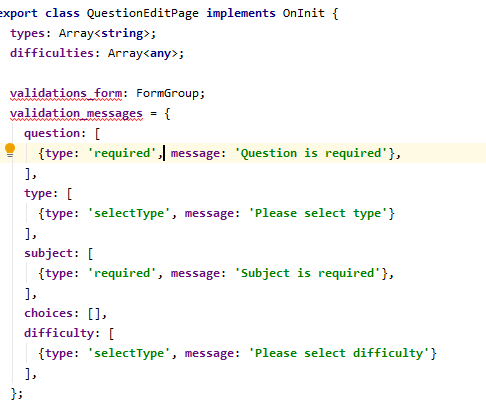 export class QuestionEditPage implements OnInit {
types: Array<string>;
difficulties: Array<any>;
validations_form: FormGroup;
validation_messages = {
question: [
{type: 'required', message: 'Question is required'},
],
type: [
{type: 'selectType', message: 'Please select type'}
],
subject: [
{type: 'required', message: 'Subject is required'},
],
choices: [],
difficulty: [
{type: 'selectType', message: 'Please select difficulty'}
],
};